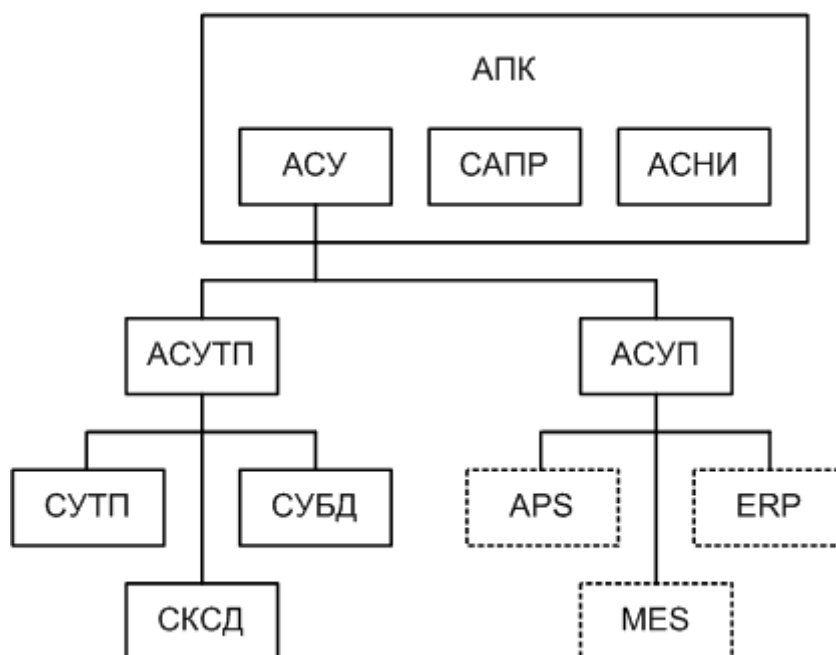 АПК
АСУ
САПР
АСНИ
АСУТП
АСУП
СУТП
СУБД
APS
ERP
СКСД
MES